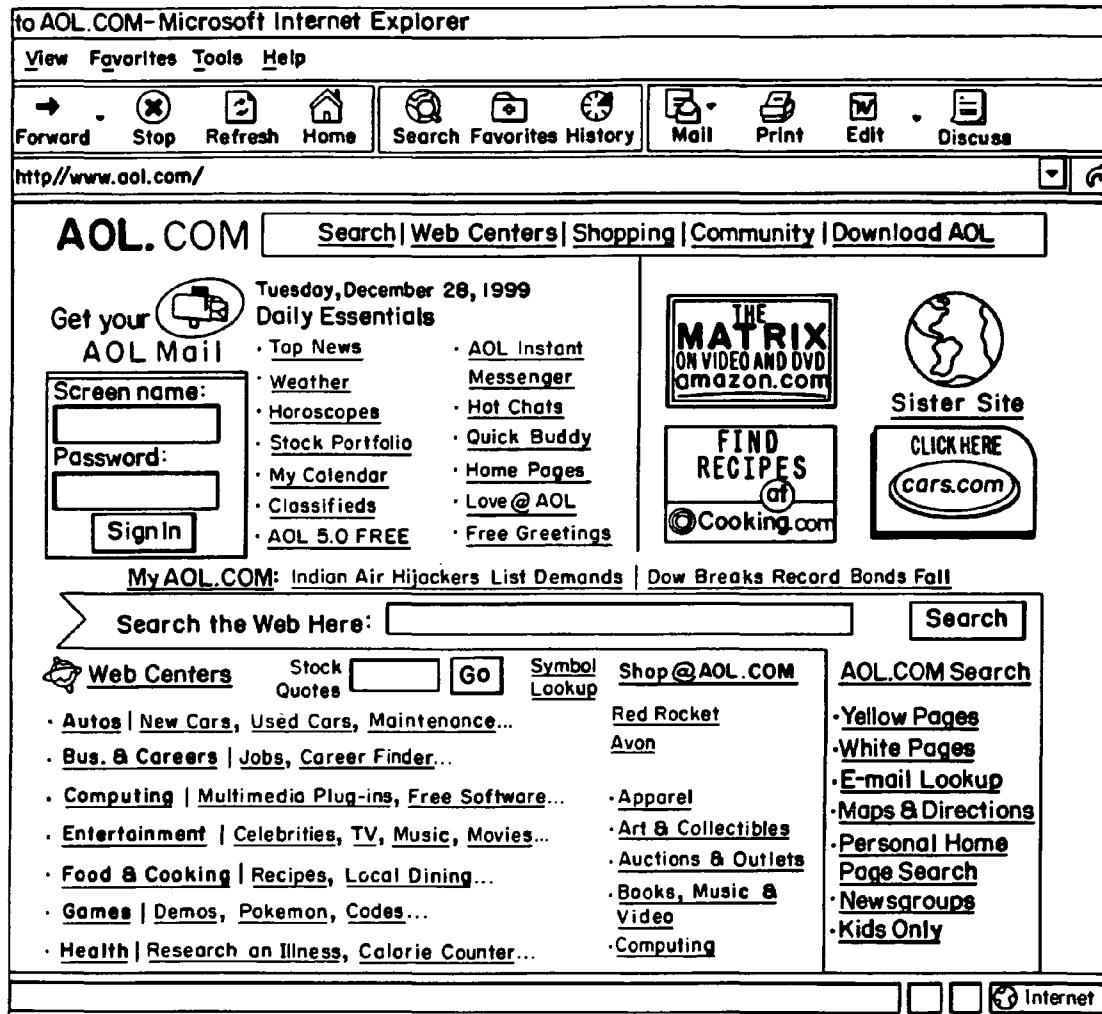 to AOL.COM-Microsoft Internet Explorer
View Favorites Tools Help
Forward Stop Refresh Home Search Favorites History Mail Print Edit Discuss
http//www.aol.com/
AOL.COM
Search | Web Centers | Shopping | Community | Download AOL
Get your
AOL Mail
Screen name:
Password:
Sign In
Tuesday, December 28, 1999
Daily Essentials
· Top News
· Weather
· Horoscopes
· Stock Portfolio
· My Calendar
· Classifieds
· AOL 5.0 FREE
· AOL Instant
Messenger
· Hot Chats
· Quick Buddy
· Home Pages
· Love@AOL
· Free Greetings
THE
MATRIX
ON VIDEO AND DVD
amazon.com
Sister Site
FIND
RECIPES
at
Cooking.com
CLICK HERE
cars.com
My AOL.COM: Indian Air Hijackers List Demands | Dow Breaks Record Bonds Fall
Search the Web Here: Search
Web Centers
Stock
Quotes
Go
Symbol
Lookup
· Autos | New Cars, Used Cars, Maintenance...
· Bus. & Careers | Jobs, Career Finder...
· Computing | Multimedia Plug-ins, Free Software...
· Entertainment | Celebrities, TV, Music, Movies...
· Food & Cooking | Recipes, Local Dining...
· Games | Demos, Pokemon, Codes...
· Health | Research an Illness, Calorie Counter...
Shop@AOL.COM
Red Rocket
Avon
· Apparel
· Art & Collectibles
· Auctions & Outlets
· Books, Music &
Video
· Computing
AOL.COM Search
· Yellow Pages
· White Pages
· E-mail Lookup
· Maps & Directions
· Personal Home
Page Search
· Newsgroups
· Kids Only
Internet